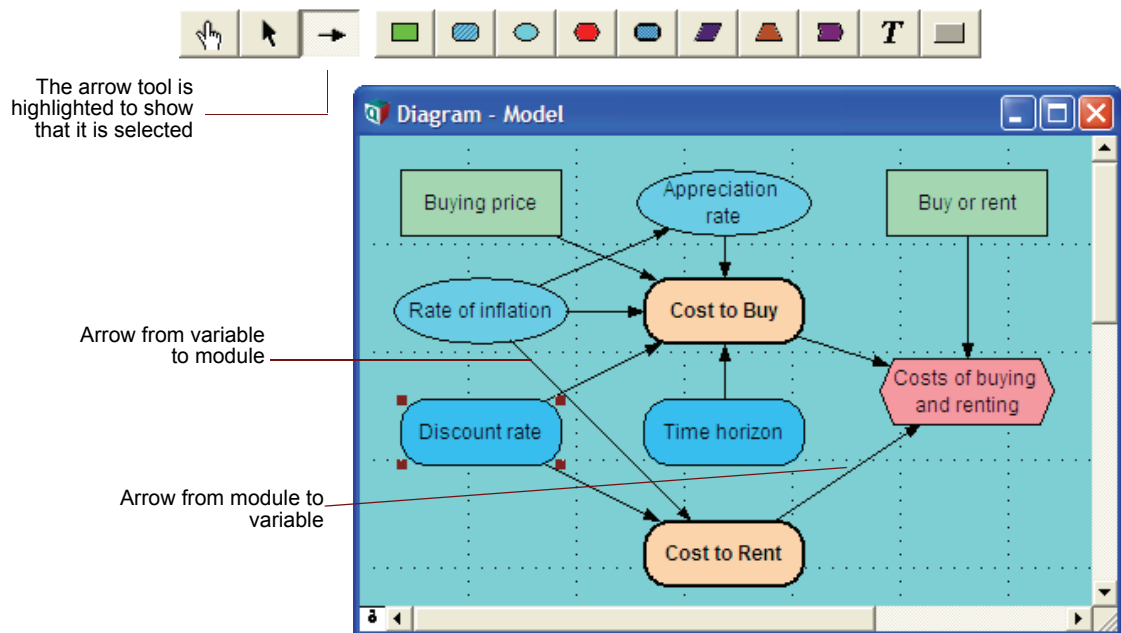 T
The arrow tool is
highlighted to show
that it is selected
Diagram - Model
Buying price
Appreciation
rate
Buy or rent
Rate of inflation
Cost to Buy
Arrow from variable
to module
Costs of buying
and renting
Discount rate
Time horizon
Arrow from module to
variable
Cost to Rent